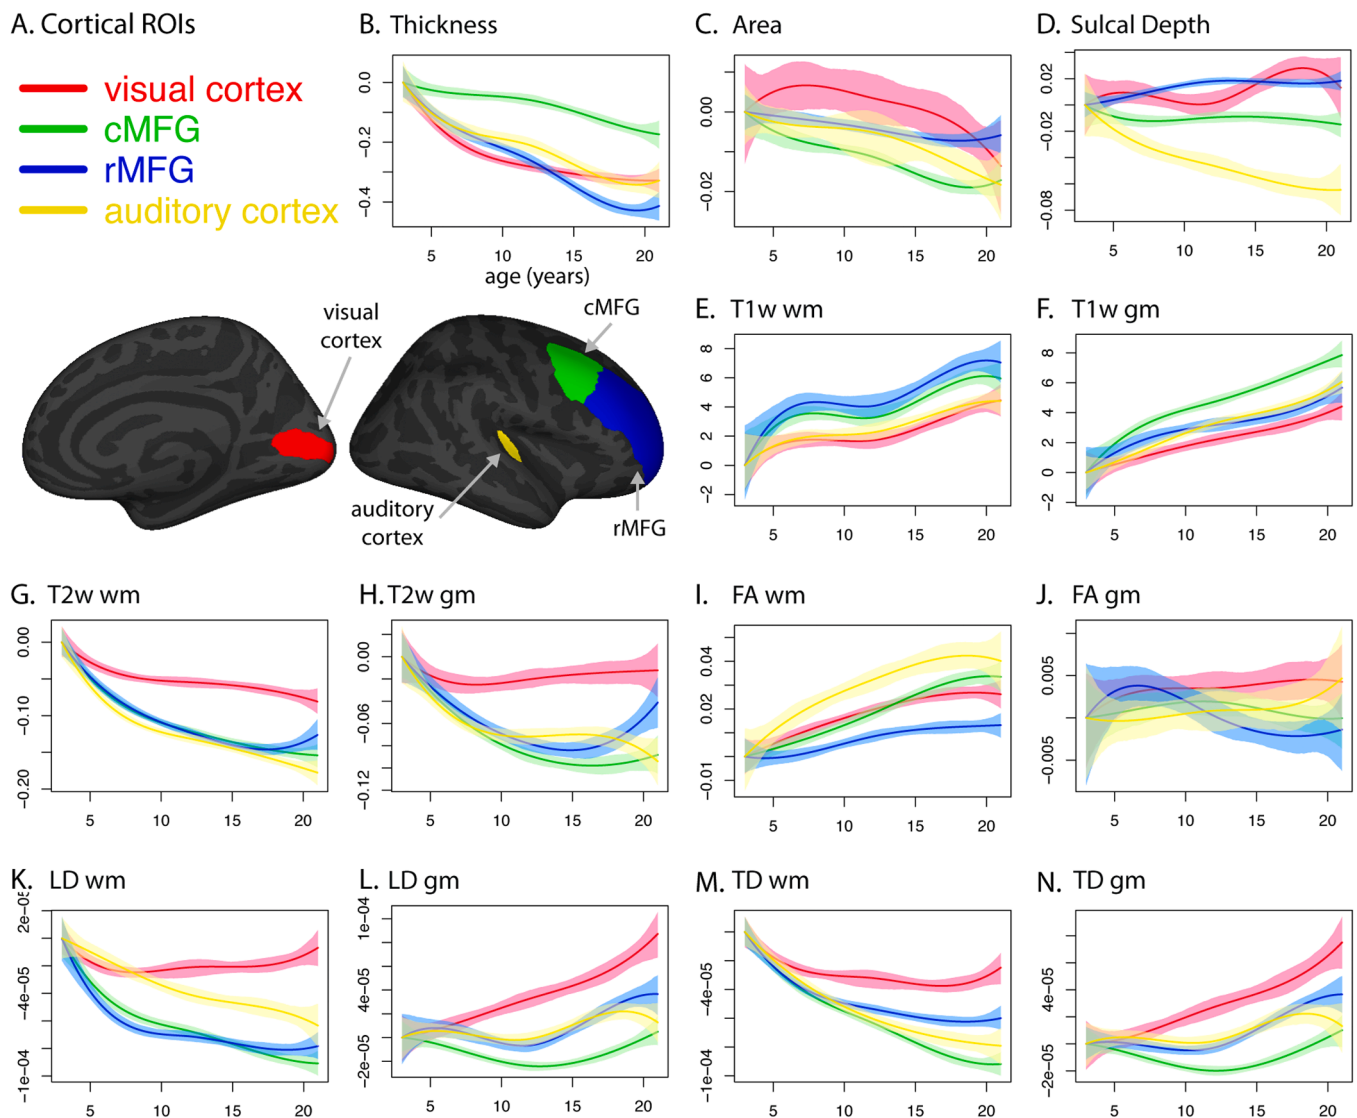 A. Cortical ROIs
visual cortex
cMFG
rMFG
auditory cortex
B. Thickness
0.0
-0.2
-0.4
5 10 15 20
age (years)
C. Area
0.00
-0.02
5 10 15 20
D. Sulcal Depth
0.02
-0.02
-0.08
5 10 15 20
visual
cortex
cMFG
auditory
cortex
rMFG
E. T1w wm
8
6
4
2
0
-2
5 10 15 20
F. T1w gm
8
6
4
2
0
-2
5 10 15 20
G. T2w wm
0.00
-0.10
-0.20
5 10 15 20
H. T2w gm
0.00
-0.06
-0.12
5 10 15 20
I. FA wm
0.04
0.02
-0.01
5 10 15 20
J. FA gm
0.005
-0.005
5 10 15 20
K. LD wm
2e-05
-4e-05
-1e-04
5 10 15 20
L. LD gm
1e-04
4e-05
-2e-05
5 10 15 20
M. TD wm
-4e-05
-1e-04
5 10 15 20
N. TD gm
4e-05
-2e-05
5 10 15 20